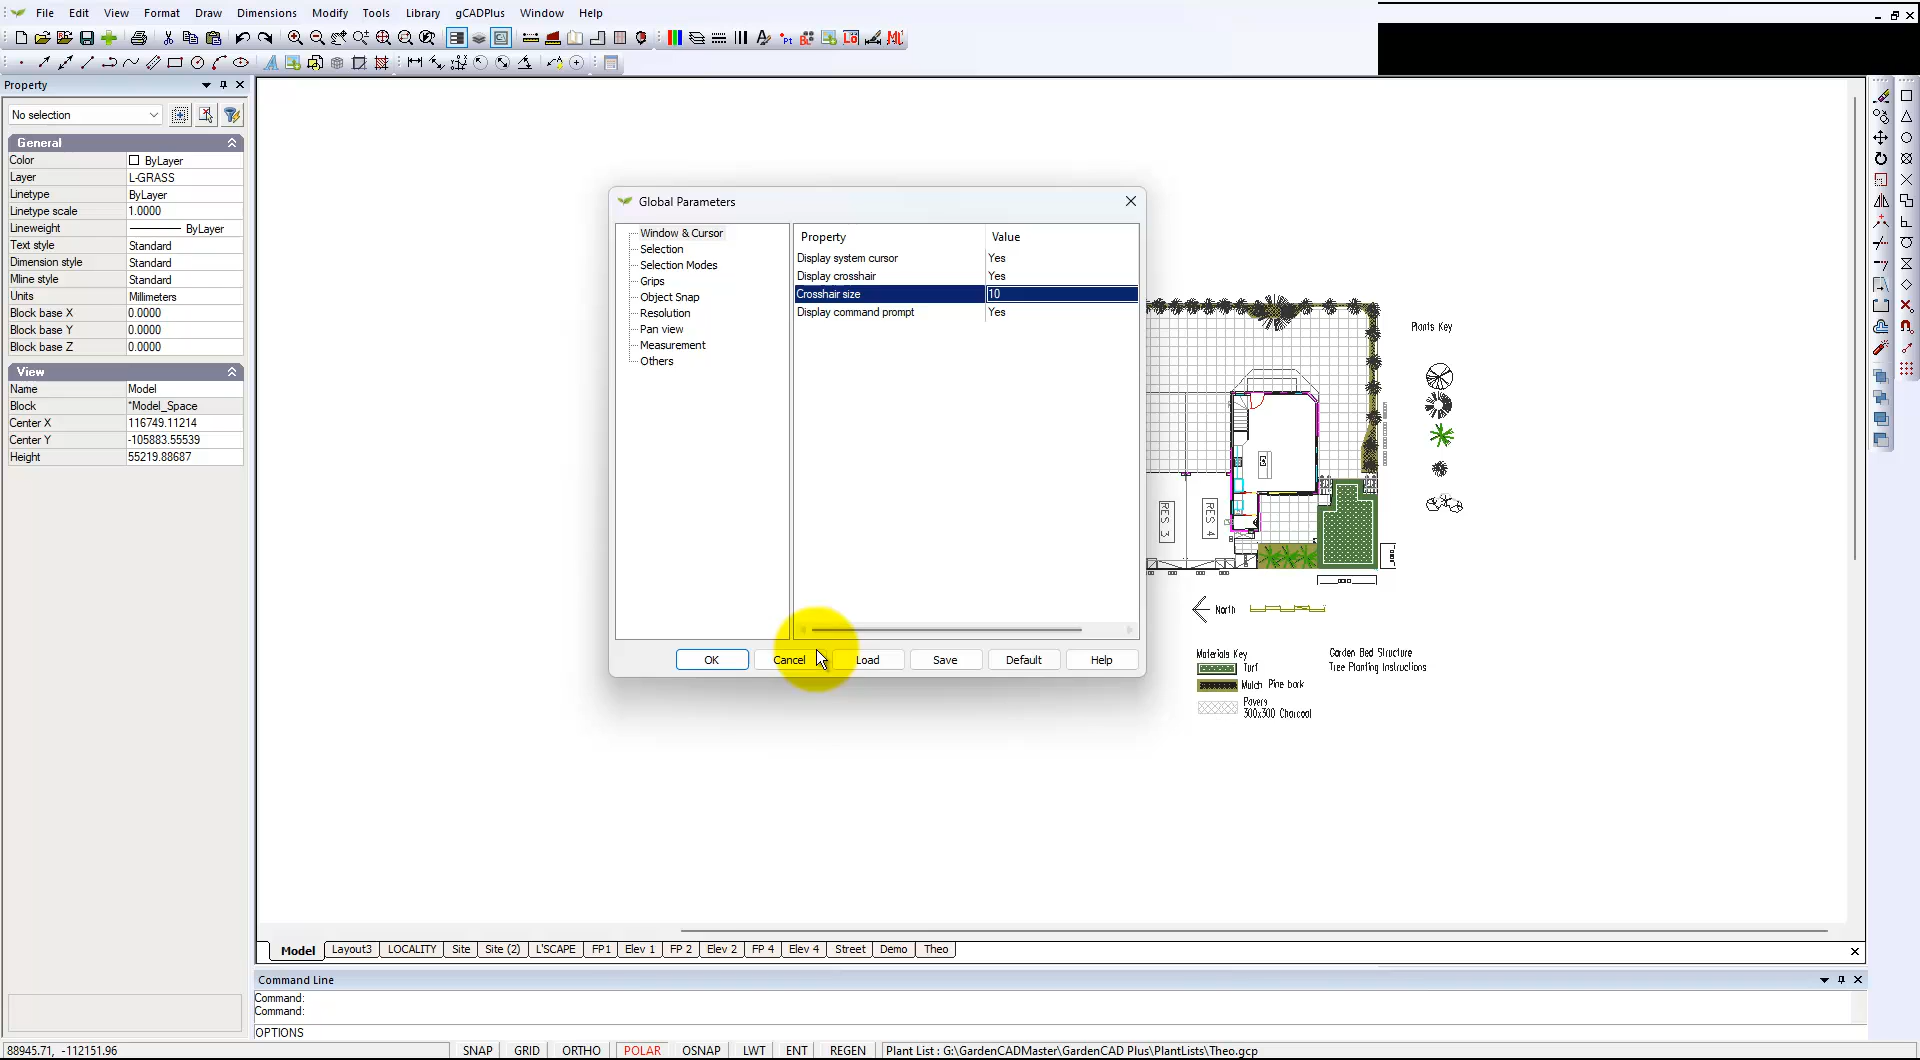 File Edit View Format Draw Dimensions Modify Tools Library gCADPlus Window Help
Property
No selection
General
Color ByLayer
Layer L-GRASS
Linetype ByLayer
Linetype scale 1.0000
Lineweight ByLayer
Text style Standard
Dimension style Standard
Mline style Standard
Units Millimeters
Block base X 0.0000
Block base Y 0.0000
Block base Z 0.0000
View
Name Model
Block *Model_Space
Center X 116749.11214
Center Y -105883.55539
Height 55219.88687
Global Parameters
Window & Cursor
Selection
Selection Modes
Grips
Object Snap
Resolution
Pan view
Measurement
Others
Property Value
Display system cursor Yes
Display crosshair Yes
Crosshair size 10
Display command prompt Yes
OK Cancel Load Save Default Help
Plants Key
RES 3
RES 4
North
Materials Key
Turf
Mulch Pine bark
Pavers
300x300 Charcoal
Garden Bed Structure
Tree Planting Instructions
Model Layout3 LOCALITY Site Site (2) L'SCAPE FP1 Elev 1 FP 2 Elev 2 FP 4 Elev 4 Street Demo Theo
Command Line
Command:
Command:
OPTIONS
88945.71, -112151.96 SNAP GRID ORTHO POLAR OSNAP LWT ENT REGEN Plant List : G:\GardenCADMaster\GardenCAD Plus\PlantLists\Theo.gcp